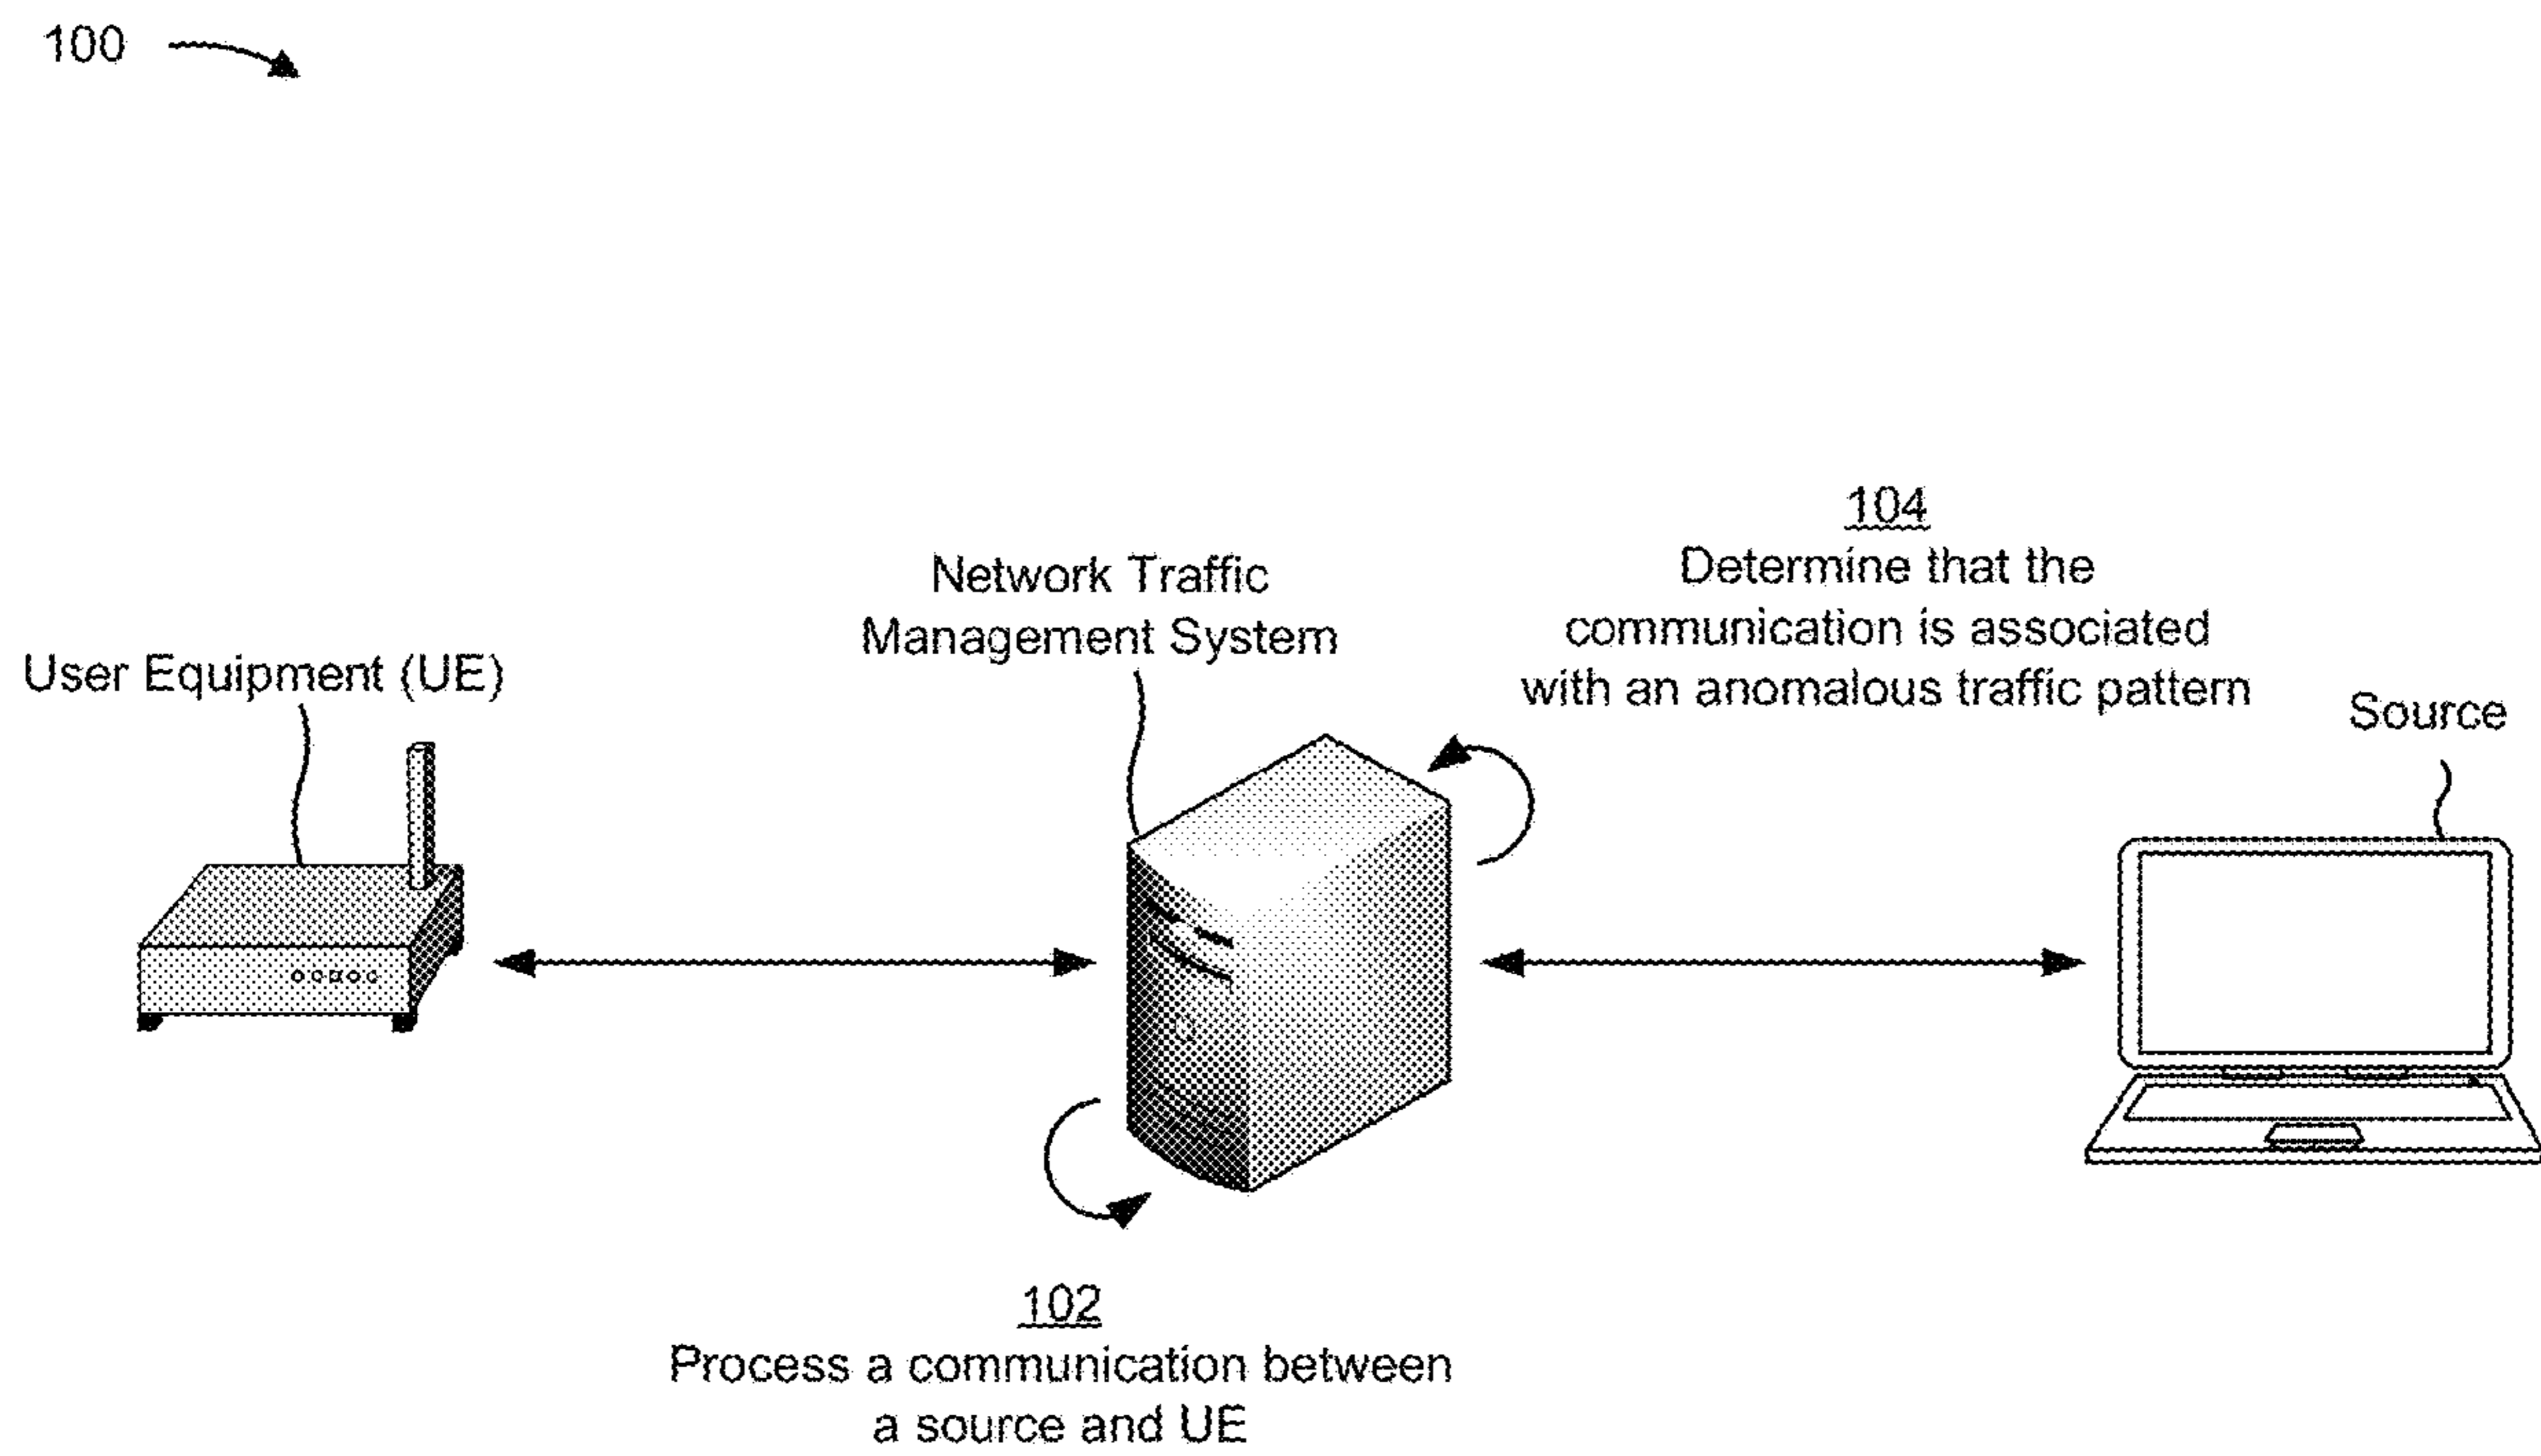 100
104
Determine that the
communication is associated
with an anomalous traffic pattern
Network Traffic
Management System
User Equipment (UE)
Source
102
Process a communication between
a source and UE